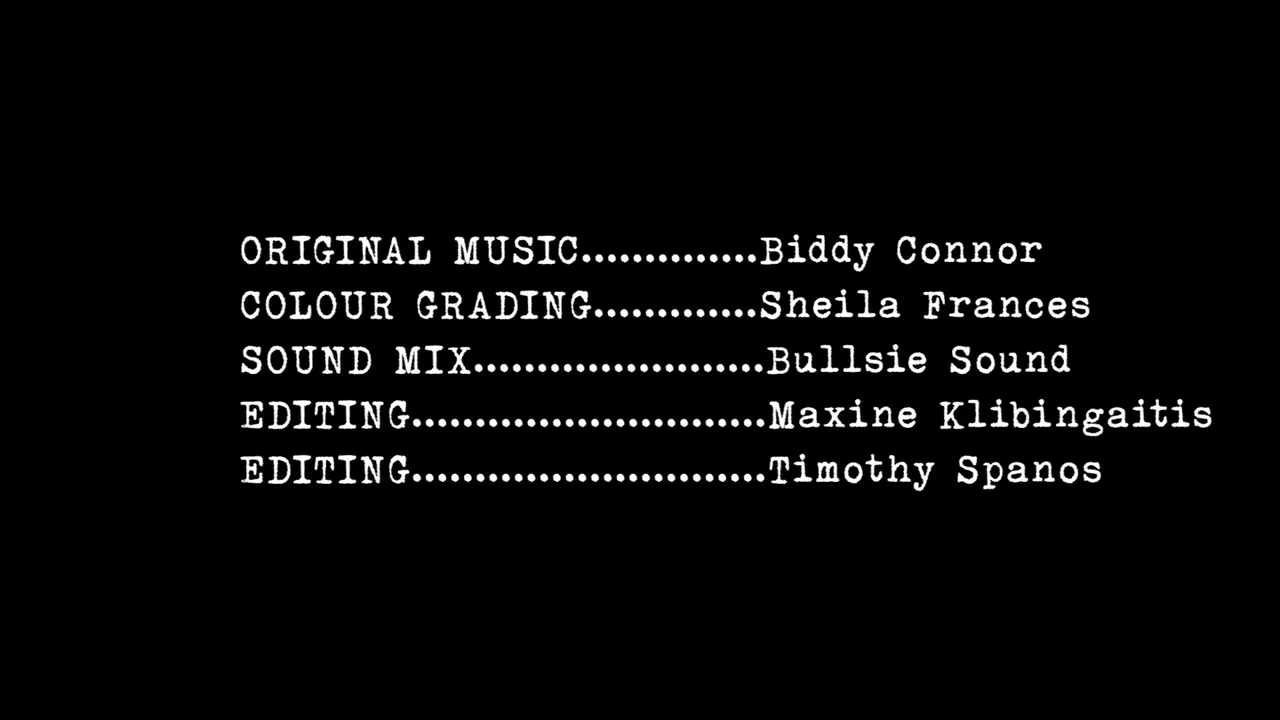 ORIGINAL MUSIC..............Biddy Connor
COLOUR GRADING.............Sheila Frances
SOUND MIX.......................Bullsie Sound
EDITING............................Maxine Klibingaitis
EDITING............................Timothy Spanos